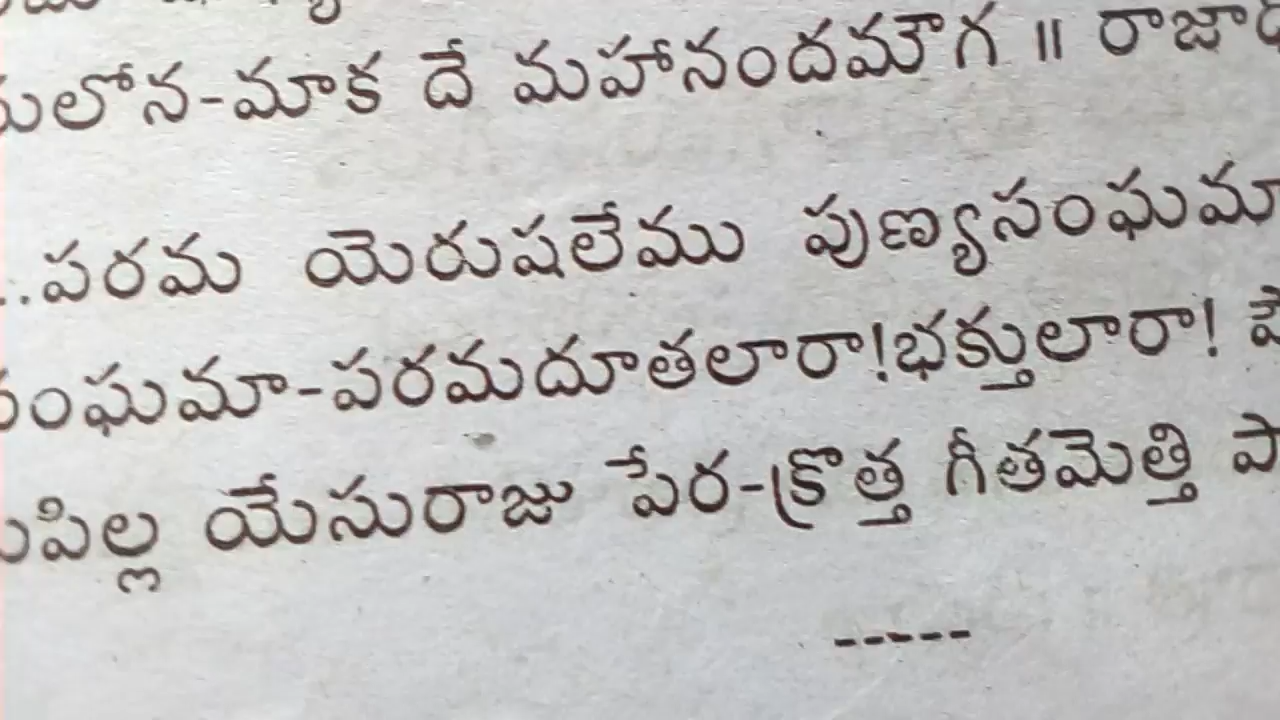 మాక దే మహానందమౌగ ॥
..పరమ యెరుషలేము పుణ్యసంఘమా
సంఘమా-పరమదూతలారా!భక్తులారా!
పిల్ల యేసురాజు పేర-క్రొత్త గీతమెత్తి
-----